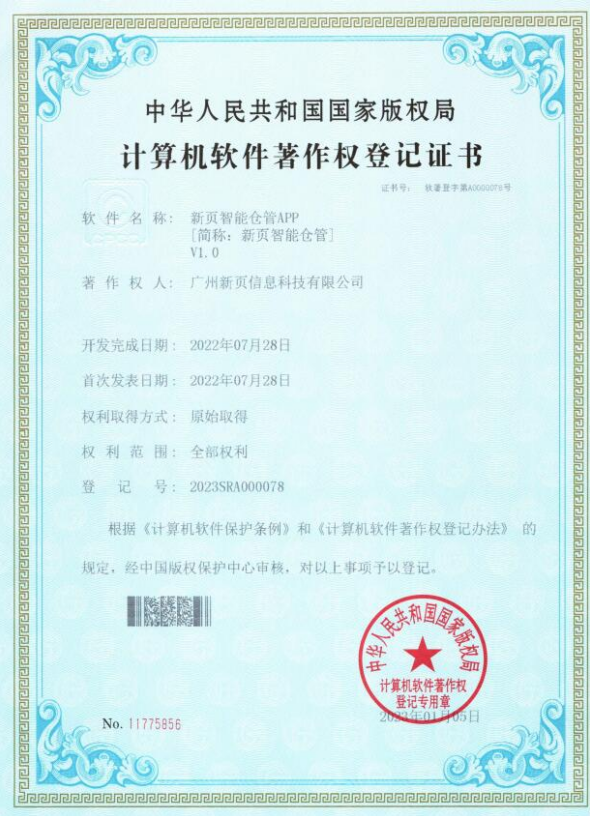 中华人民共和国国家版权局
计算机软件著作权登记证书
证书号： 软著登字第A0000076号
软件名称： 新页智能仓管APP
[简称：新页智能仓管]
V1.0
著作权人： 广州新页信息科技有限公司
开发完成日期： 2022年07月28日
首次发表日期： 2022年07月28日
权利取得方式： 原始取得
权利范围： 全部权利
登记号： 2023SRA000078
根据《计算机软件保护条例》和《计算机软件著作权登记办法》的
规定，经中国版权保护中心审核，对以上事项予以登记。
中华人民共和国国家版权局
计算机软件著作权
登记专用章
No. 11775856
2023年01月05日